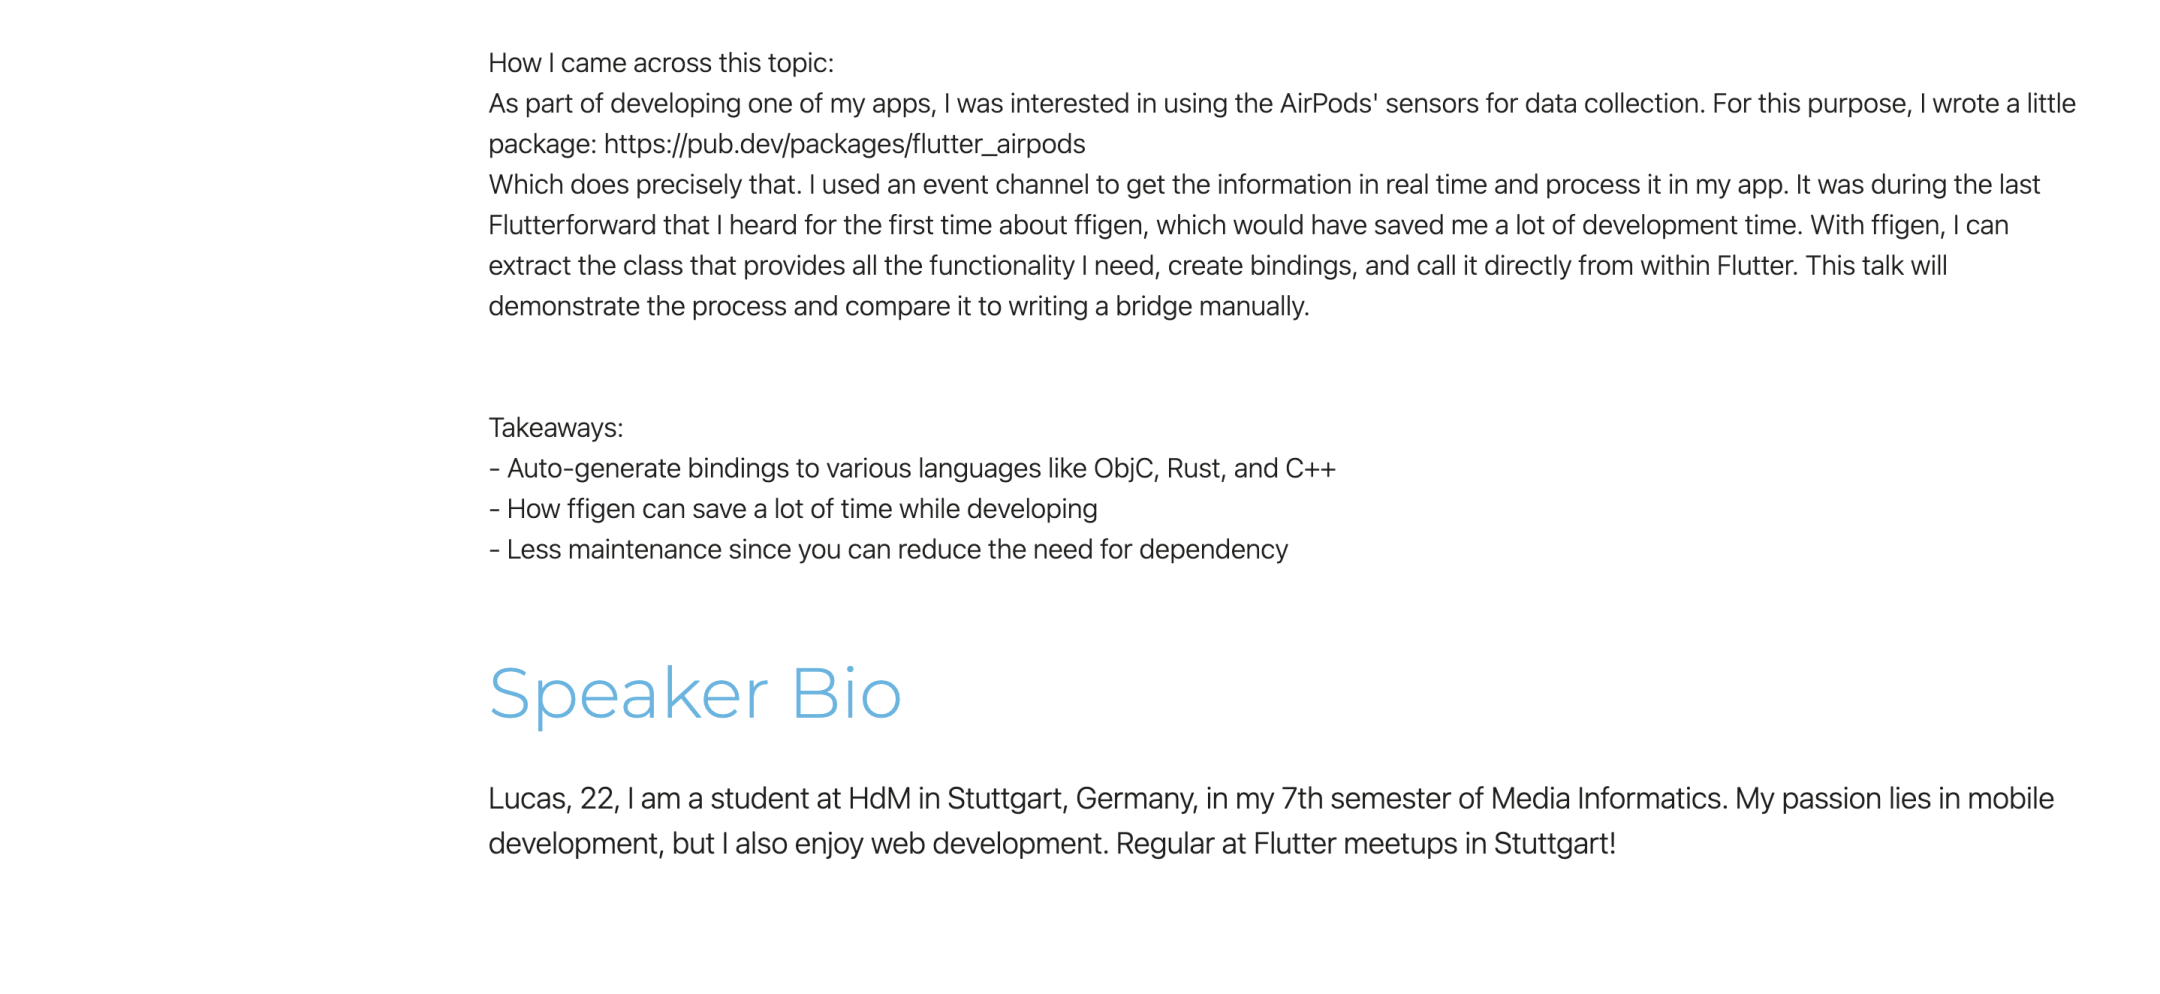 How I came across this topic:
As part of developing one of my apps, I was interested in using the AirPods' sensors for data collection. For this purpose, I wrote a little
package: https://pub.dev/packages/flutter_airpods
Which does precisely that. I used an event channel to get the information in real time and process it in my app. It was during the last
Flutterforward that I heard for the first time about ffigen, which would have saved me a lot of development time. With ffigen, I can
extract the class that provides all the functionality I need, create bindings, and call it directly from within Flutter. This talk will
demonstrate the process and compare it to writing a bridge manually.
Takeaways:
- Auto-generate bindings to various languages like ObjC, Rust, and C++
- How ffigen can save a lot of time while developing
- Less maintenance since you can reduce the need for dependency
Speaker Bio
Lucas, 22, I am a student at HdM in Stuttgart, Germany, in my 7th semester of Media Informatics. My passion lies in mobile
development, but I also enjoy web development. Regular at Flutter meetups in Stuttgart!